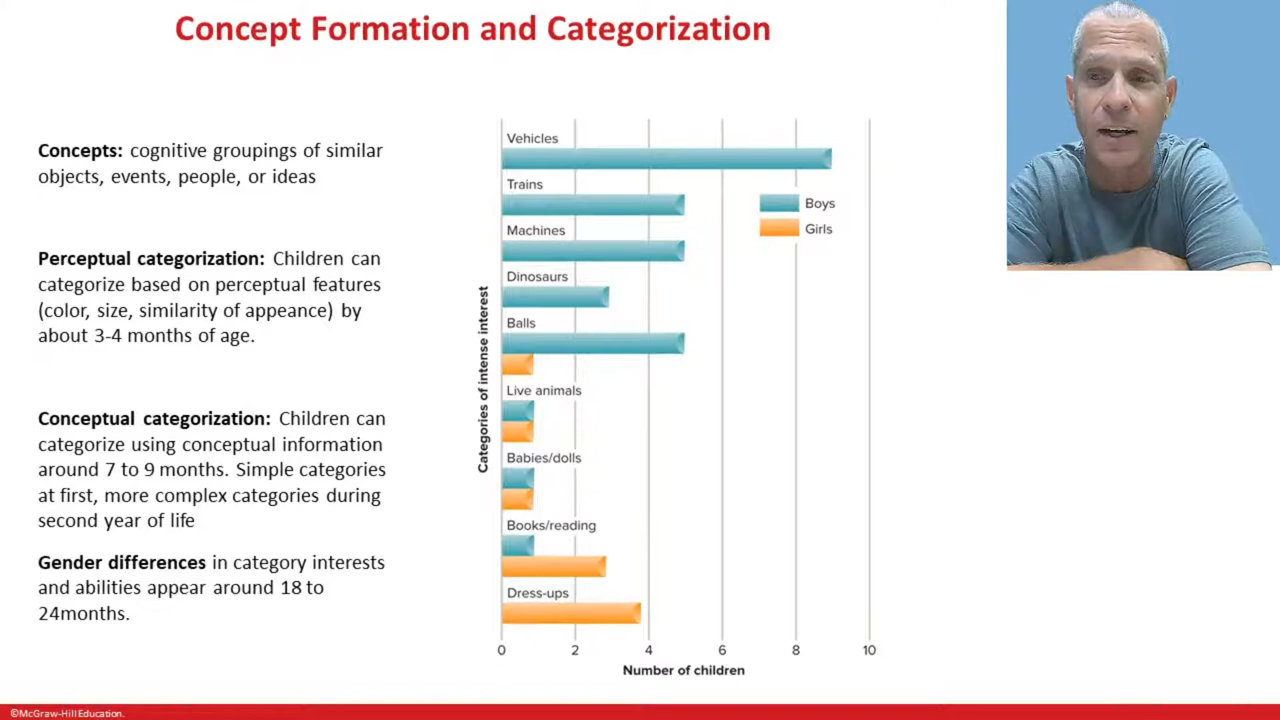 Concept Formation and Categorization
Concepts: cognitive groupings of similar
objects, events, people, or ideas
Perceptual categorization: Children can
categorize based on perceptual features
(color, size, similarity of appeance) by
about 3-4 months of age.
Conceptual categorization: Children can
categorize using conceptual information
around 7 to 9 months. Simple categories
at first, more complex categories during
second year of life
Gender differences in category interests
and abilities appear around 18 to
24months.
Categories of intense interest
Vehicles
Trains
Machines
Dinosaurs
Balls
Live animals
Babies/dolls
Books/reading
Dress-ups
Boys
Girls
0 2 4 6 8 10
Number of children
©McGraw-Hill Education.